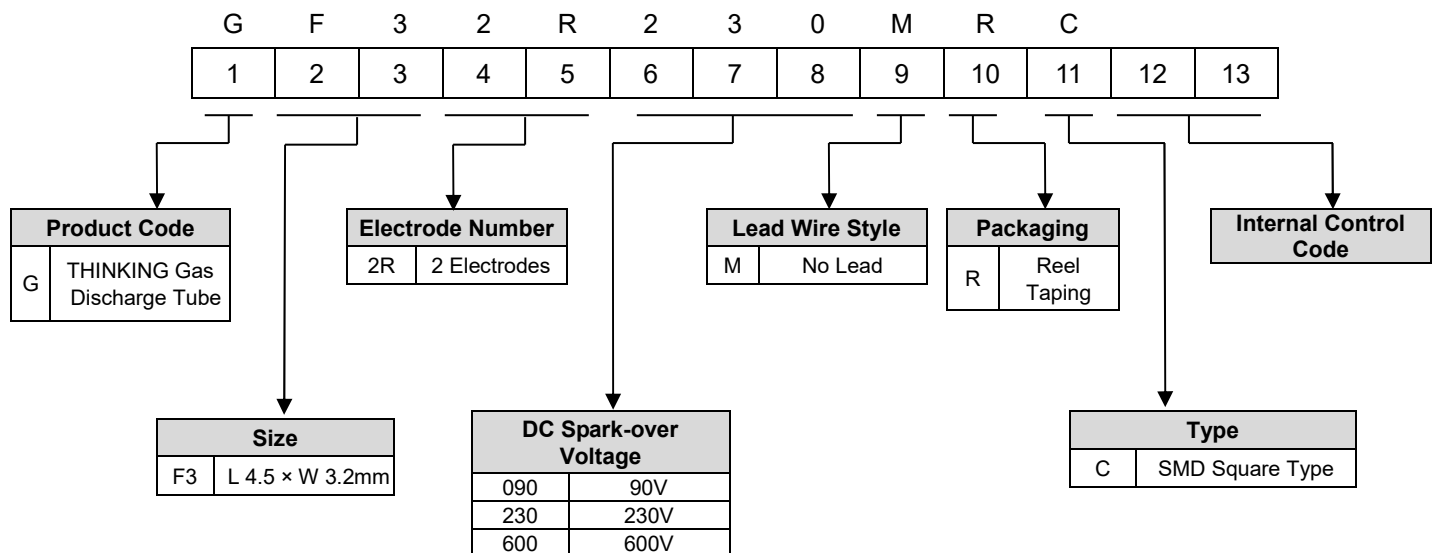 G F 3 2 R 2 3 0 M R C
1 2 3 4 5 6 7 8 9 10 11 12 13
Product Code
G THINKING Gas
Discharge Tube
Electrode Number
2R 2 Electrodes
Lead Wire Style
M No Lead
Packaging
R Reel
Taping
Internal Control
Code
Size
F3 L 4.5 × W 3.2mm
DC Spark-over
Voltage
090 90V
230 230V
600 600V
Type
C SMD Square Type